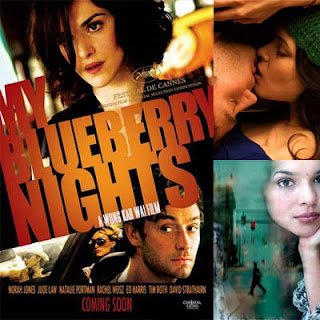 FESTIVAL DE CANNES
MY
BLUEBERRY
NIGHTS
A WONG KAR WAI FILM
NORAH JONES JUDE LAW NATALIE PORTMAN RACHEL WEISZ ED HARRIS TIM ROTH DAVID STRATHAIRN
COMING SOON